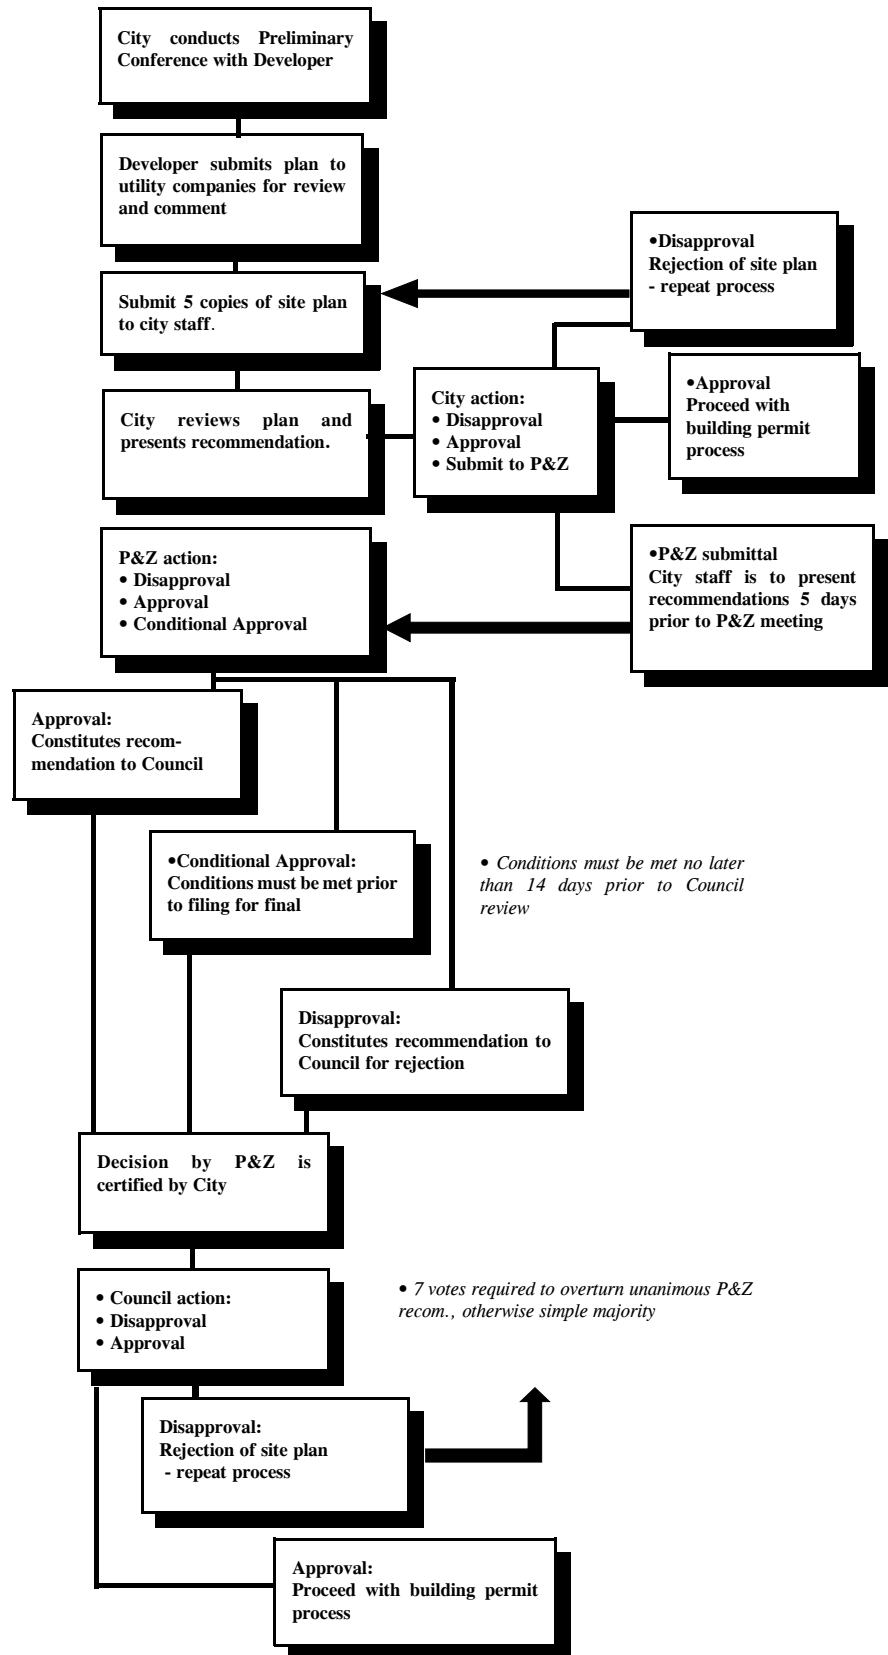 City conducts Preliminary
Conference with Developer
Developer submits plan to
utility companies for review
and comment
Submit 5 copies of site plan
to city staff.
•Disapproval
Rejection of site plan
- repeat process
City reviews plan and
presents recommendation.
City action:
• Disapproval
• Approval
• Submit to P&Z
•Approval
Proceed with
building permit
process
P&Z action:
• Disapproval
• Approval
• Conditional Approval
•P&Z submittal
City staff is to present
recommendations 5 days
prior to P&Z meeting
Approval:
Constitutes recom-
mendation to Council
•Conditional Approval:
Conditions must be met prior
to filing for final
• Conditions must be met no later
than 14 days prior to Council
review
Disapproval:
Constitutes recommendation to
Council for rejection
Decision by P&Z is
certified by City
• Council action:
• Disapproval
• Approval
• 7 votes required to overturn unanimous P&Z
recom., otherwise simple majority
Disapproval:
Rejection of site plan
- repeat process
Approval:
Proceed with building permit
process